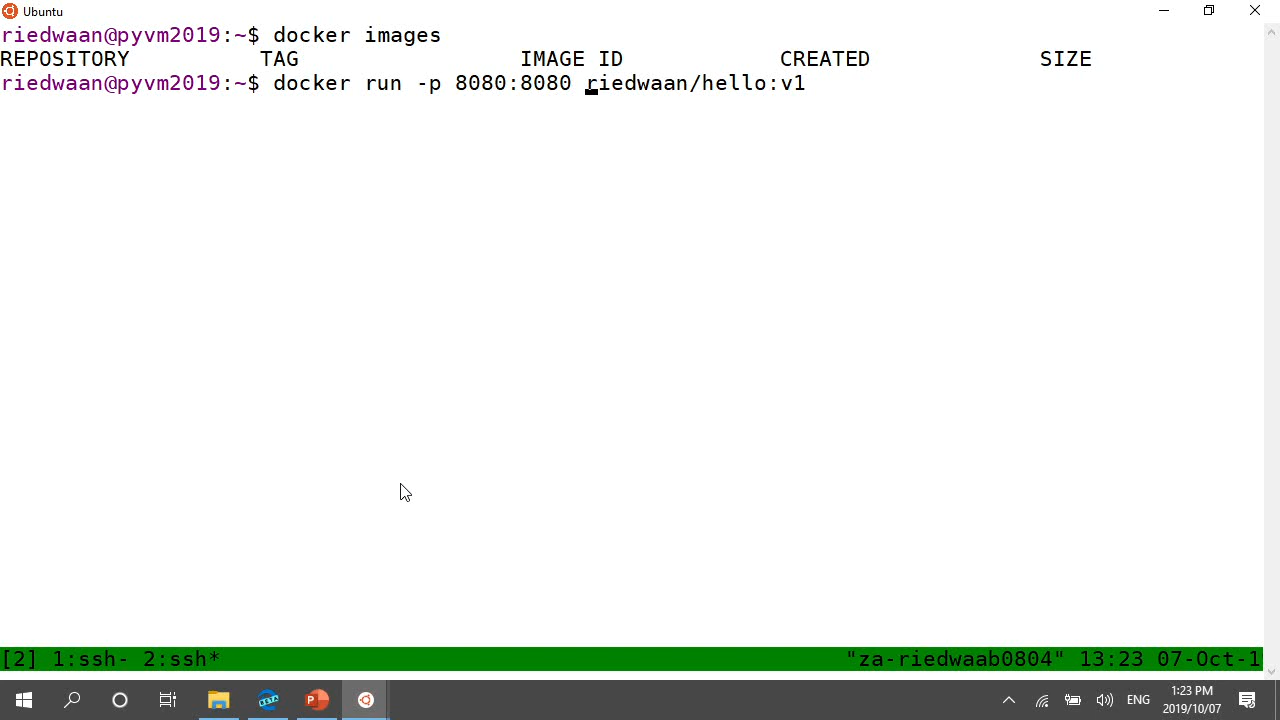 Ubuntu
riedwaan@pyvm2019:~$ docker images
REPOSITORY TAG IMAGE ID CREATED SIZE
riedwaan@pyvm2019:~$ docker run -p 8080:8080 riedwaan/hello:v1
[2] 1:ssh- 2:ssh* "za-riedwaab0804" 13:23 07-Oct-1
BETA P ENG 1:23 PM
2019/10/07